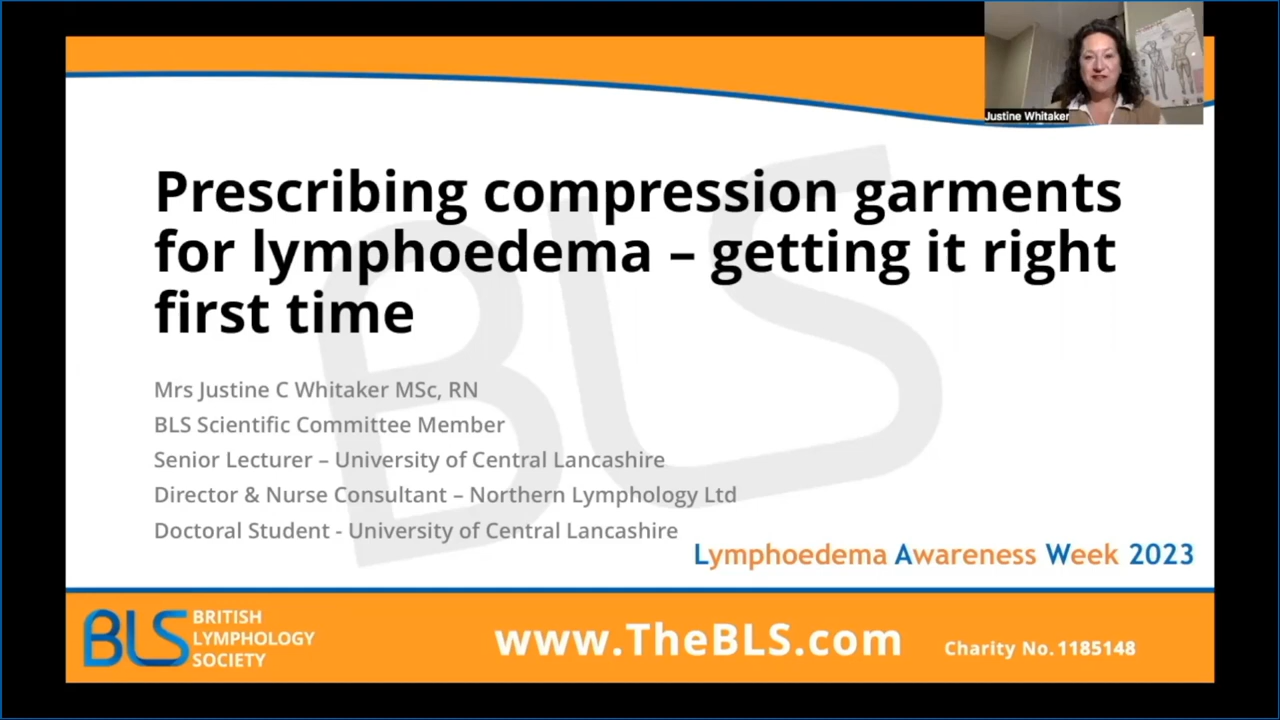 Justine Whitaker
Prescribing compression garments
for lymphoedema – getting it right
first time
Mrs Justine C Whitaker MSc, RN
BLS Scientific Committee Member
Senior Lecturer – University of Central Lancashire
Director & Nurse Consultant – Northern Lymphology Ltd
Doctoral Student - University of Central Lancashire
Lymphoedema Awareness Week 2023
BLS
BLS
BRITISH
LYMPHOLOGY
SOCIETY
www.TheBLS.com
Charity No. 1185148